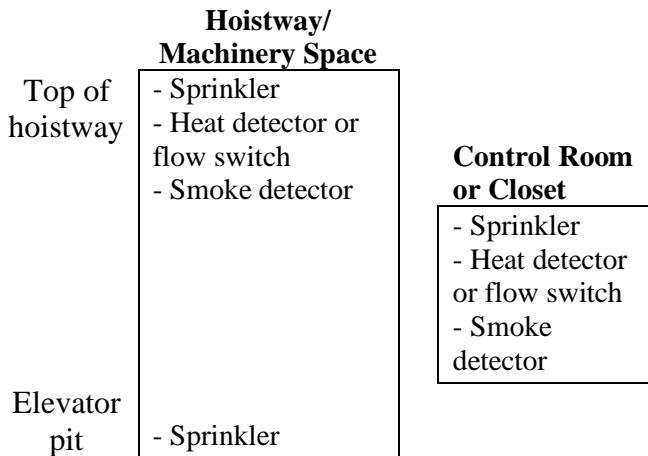 Hoistway/
Machinery Space
Top of
hoistway
- Sprinkler
- Heat detector or
flow switch
- Smoke detector
Control Room
or Closet
- Sprinkler
- Heat detector
or flow switch
- Smoke
detector
Elevator
pit
- Sprinkler